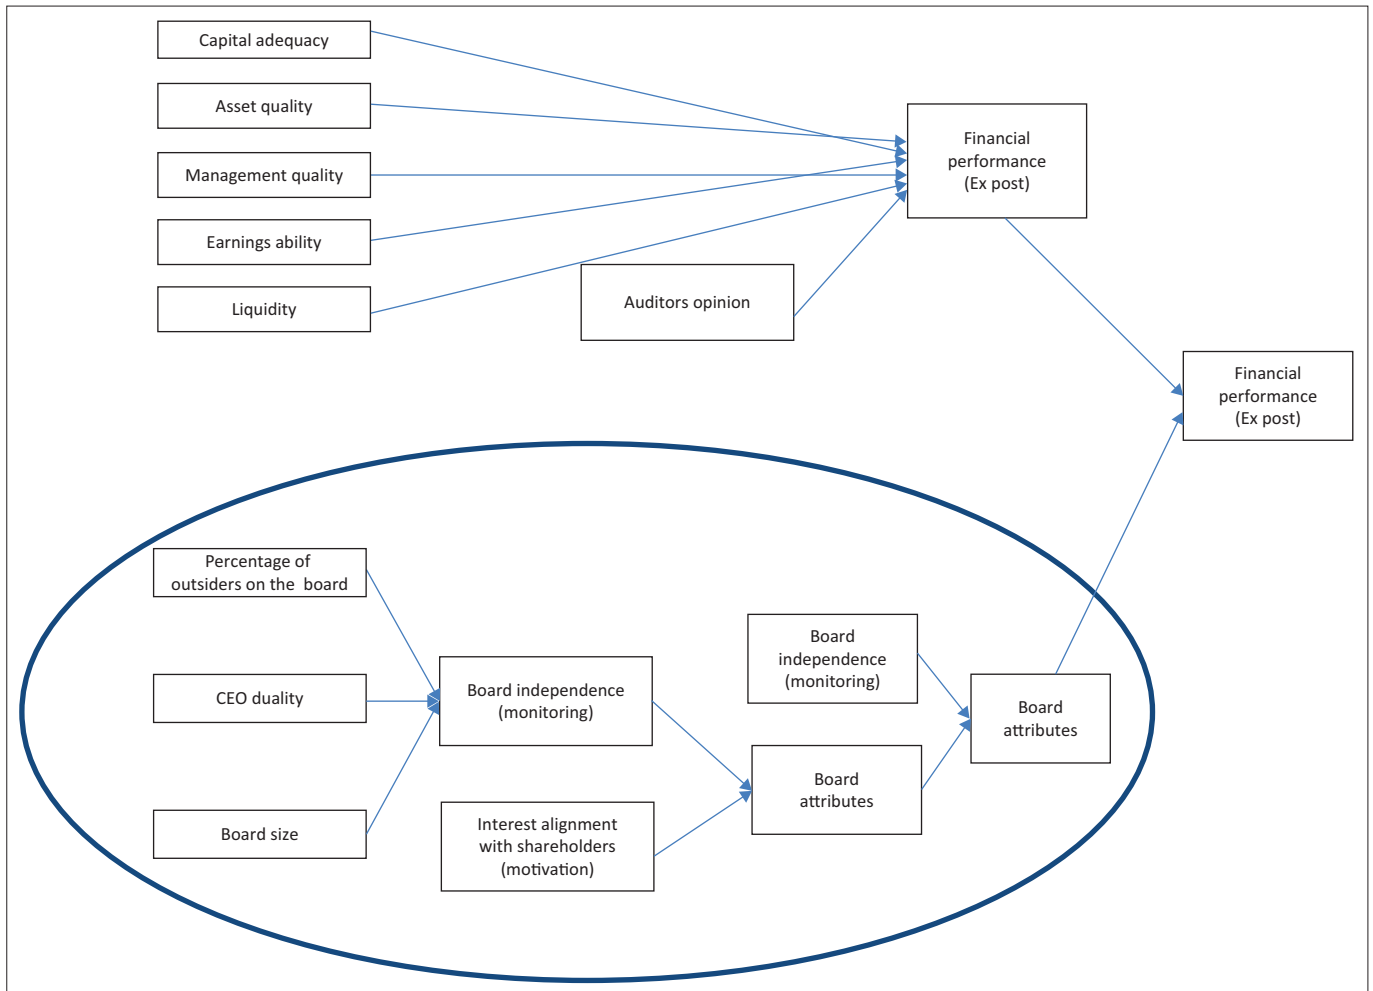 Capital adequacy
Asset quality
Management quality
Earnings ability
Liquidity
Auditors opinion
Financial
performance
(Ex post)
Financial
performance
(Ex post)
Percentage of
outsiders on the board
CEO duality
Board size
Board independence
(monitoring)
Interest alignment
with shareholders
(motivation)
Board
independence
(monitoring)
Board
attributes
Board
attributes